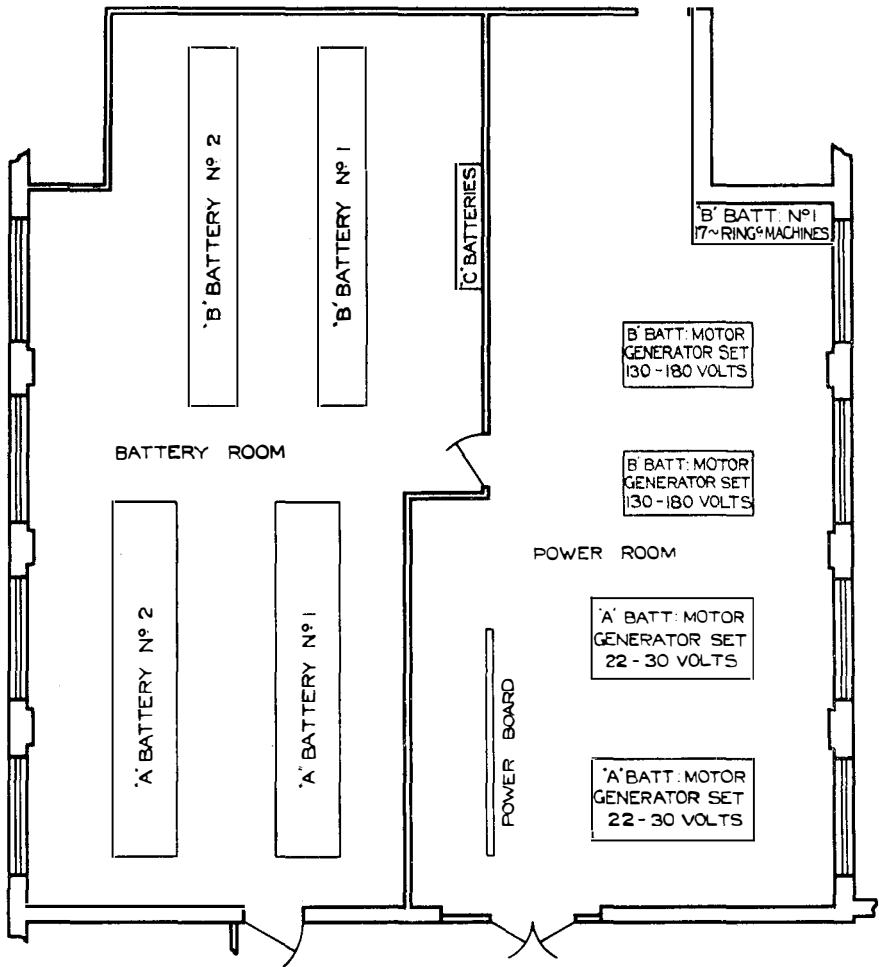 'B' BATTERY Nº 2
'B' BATTERY Nº 1
"C" BATTERIES
'B' BATT: Nº 1
17~ RINGG MACHINES
BATTERY ROOM
B' BATT: MOTOR
GENERATOR SET
130-180 VOLTS
B' BATT: MOTOR
GENERATOR SET
130-180 VOLTS
POWER ROOM
'A' BATTERY Nº 2
'A' BATTERY Nº 1
POWER BOARD
'A' BATT: MOTOR
GENERATOR SET
22-30 VOLTS
'A' BATT: MOTOR
GENERATOR SET
22-30 VOLTS